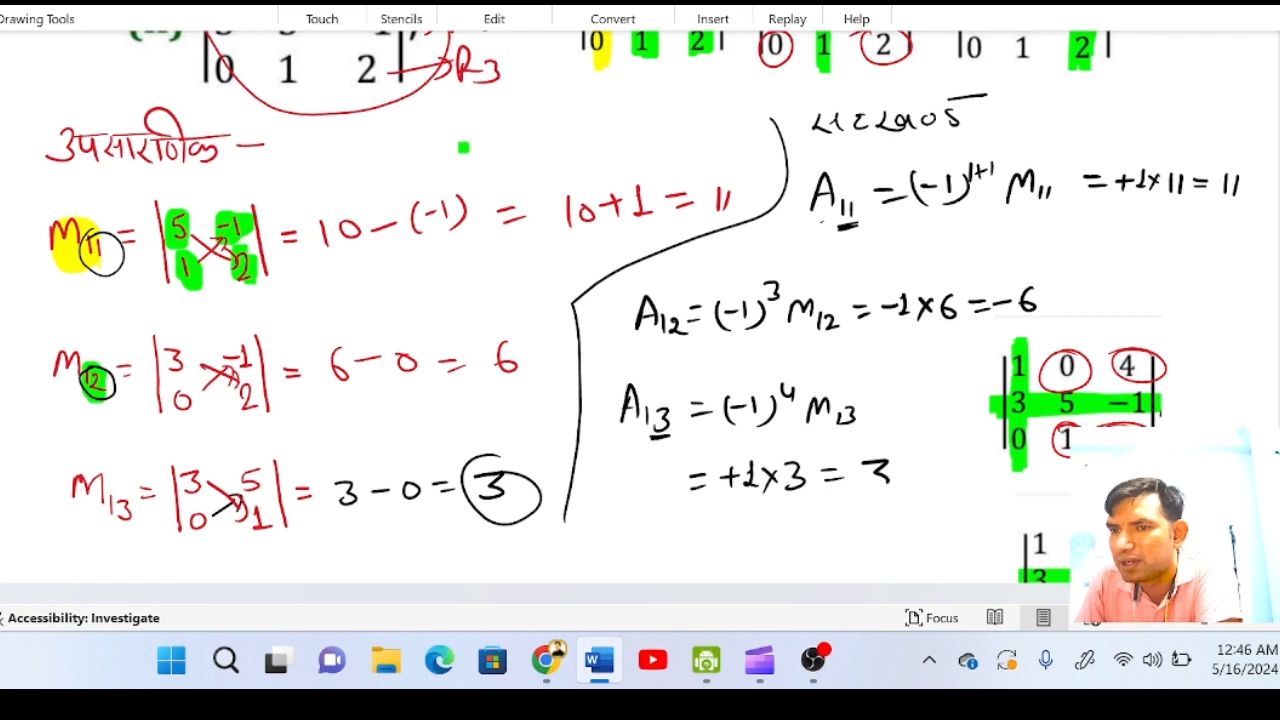 Drawing Tools Touch Stencils Edit Convert Insert Replay Help
|0 1 2| → R3
|0 1 2| |0 1 2| |0 1 2|
उपसारणिक –
M11 = |5 -1| = 10 - (-1) = 10 + 1 = 11
|1 2|
M12 = |3 -1| = 6 - 0 = 6
|0 2|
M13 = |3 5| = 3 - 0 = 3
|0 1|
A11 = (-1)^1+1 M11 = +1×11 = 11
A12 = (-1)^3 M12 = -1×6 = -6
A13 = (-1)^4 M13
= +1×3 = 3
|1 0 4|
|3 5 −1|
|0 1
|1
3
Accessibility: Investigate Focus
12:46 AM
5/16/2024